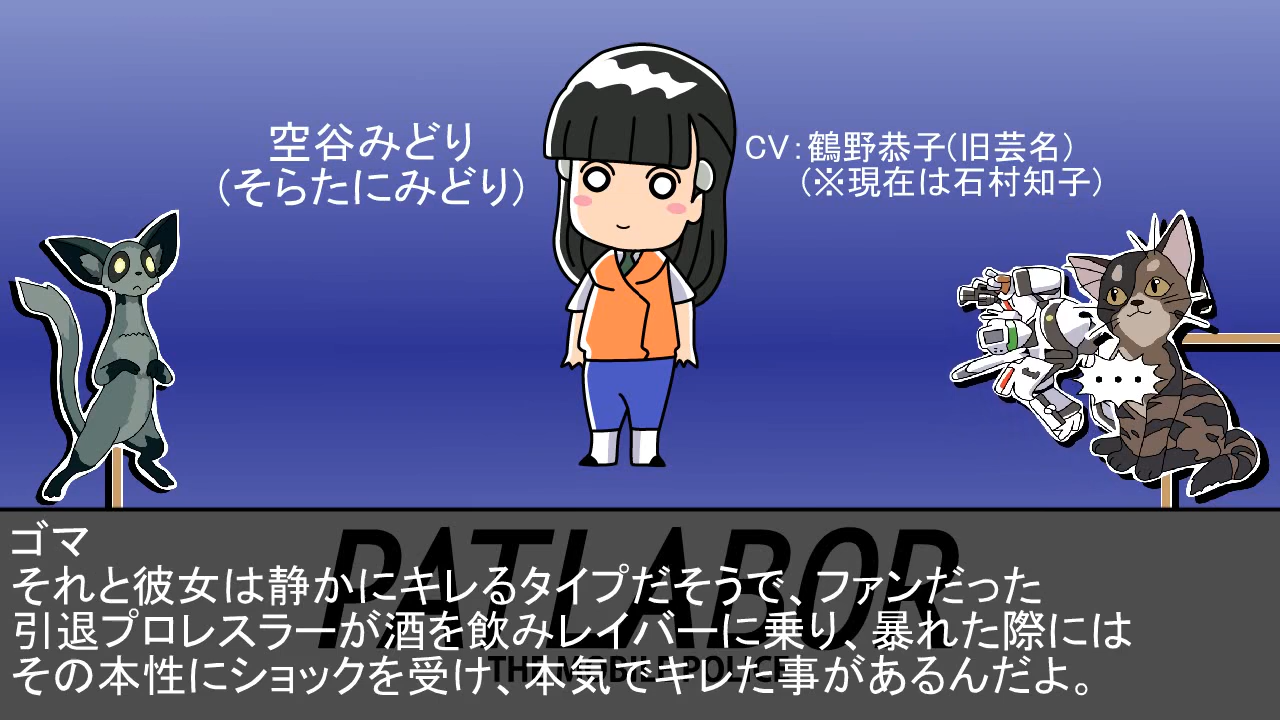 空谷みどり
(そらたにみどり)
CV：鶴野恭子(旧芸名)
(※現在は石村知子)
...
PATLABOR
THE MOBILE POLICE
ゴマ
それと彼女は静かにキレるタイプだそうで、ファンだった
引退プロレスラーが酒を飲みレイバーに乗り、暴れた際には
その本性にショックを受け、本気でキレた事があるんだよ。